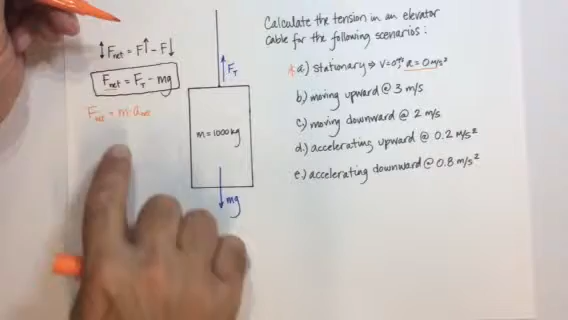 ↕Fnet = F↑ - F↓
Fnet = FT - mg
Fnet = m·anet
FT
m = 1000kg
mg
Calculate the tension in an elevator
cable for the following scenarios:
*a.) stationary ⇒ v=0 m/s a = 0 m/s²
b.) moving upward @ 3 m/s
c.) moving downward @ 2 m/s
d.) accelerating upward @ 0.2 m/s²
e.) accelerating downward @ 0.8 m/s²